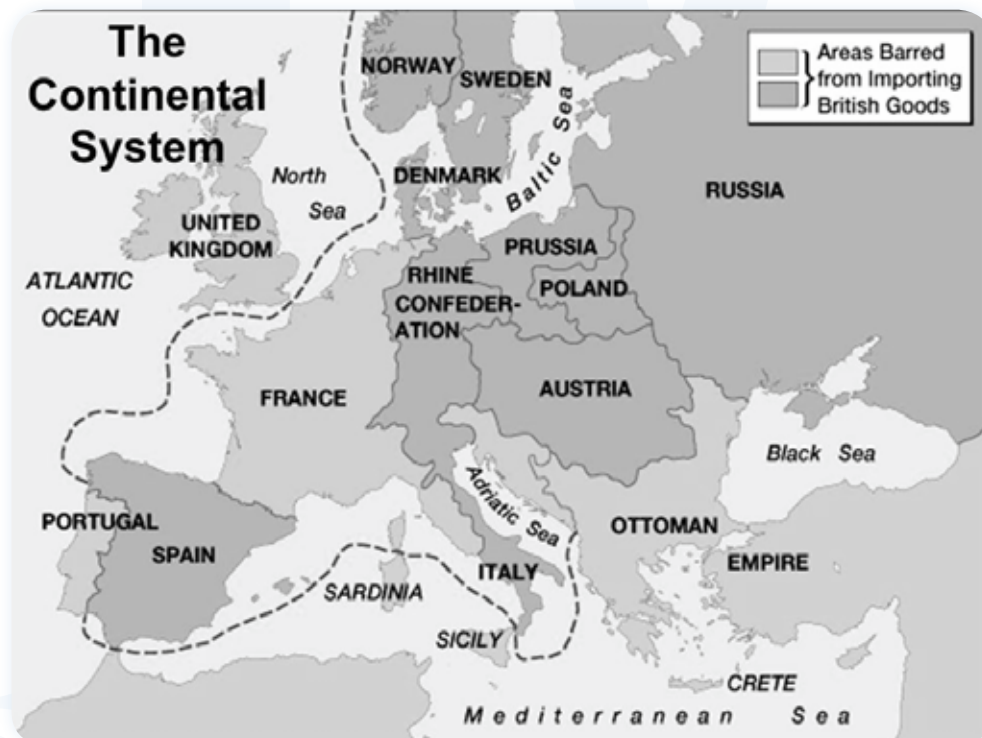 The
Continental
System
Areas Barred
from Importing
British Goods
NORWAY
SWEDEN
Baltic Sea
North
Sea
DENMARK
RUSSIA
UNITED
KINGDOM
PRUSSIA
ATLANTIC
OCEAN
RHINE
CONFEDER-
ATION
POLAND
FRANCE
AUSTRIA
Black Sea
Adriatic Sea
PORTUGAL
SPAIN
OTTOMAN
EMPIRE
ITALY
SARDINIA
SICILY
CRETE
Mediterranean Sea